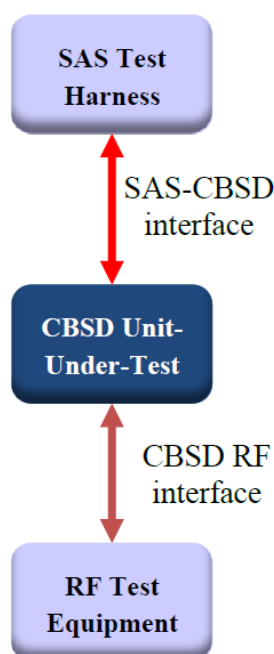 SAS Test
Harness
SAS-CBSD
interface
CBSD Unit-
Under-Test
CBSD RF
interface
RF Test
Equipment